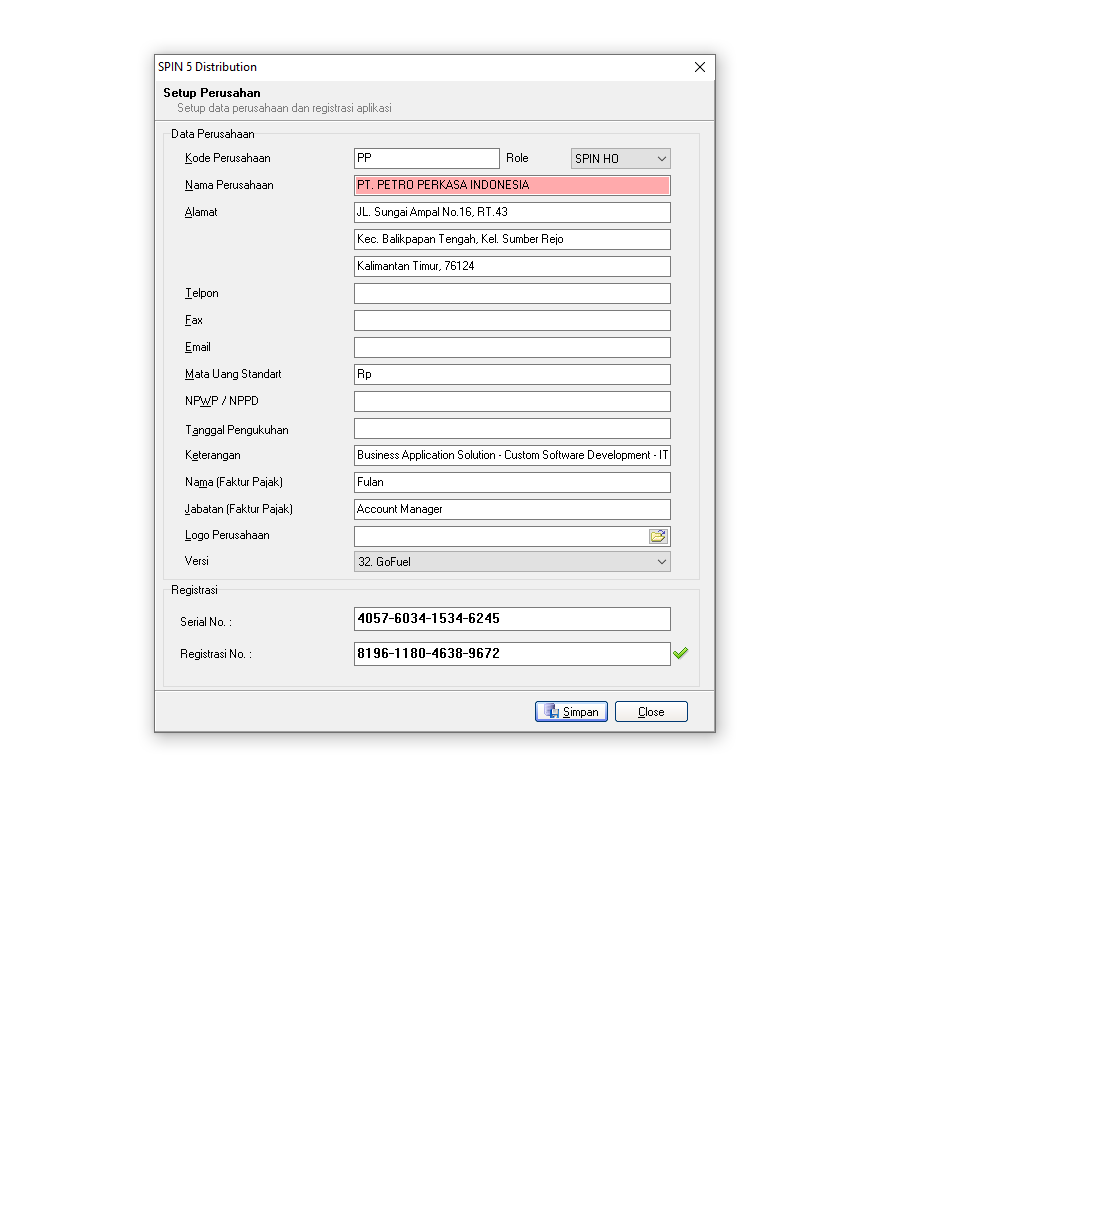 SPIN 5 Distribution
Setup Perusahan
Setup data perusahaan dan registrasi aplikasi
Data Perusahaan
Kode Perusahaan PP Role SPIN HO
Nama Perusahaan PT. PETRO PERKASA INDONESIA
Alamat JL. Sungai Ampal No.16, RT.43
Kec. Balikpapan Tengah, Kel. Sumber Rejo
Kalimantan Timur, 76124
Telpon
Fax
Email
Mata Uang Standart Rp
NPWP / NPPD
Tanggal Pengukuhan
Keterangan Business Application Solution - Custom Software Development - IT
Nama (Faktur Pajak) Fulan
Jabatan (Faktur Pajak) Account Manager
Logo Perusahaan
Versi 32. GoFuel
Registrasi
Serial No. : 4057-6034-1534-6245
Registrasi No. : 8196-1180-4638-9672
Simpan Close